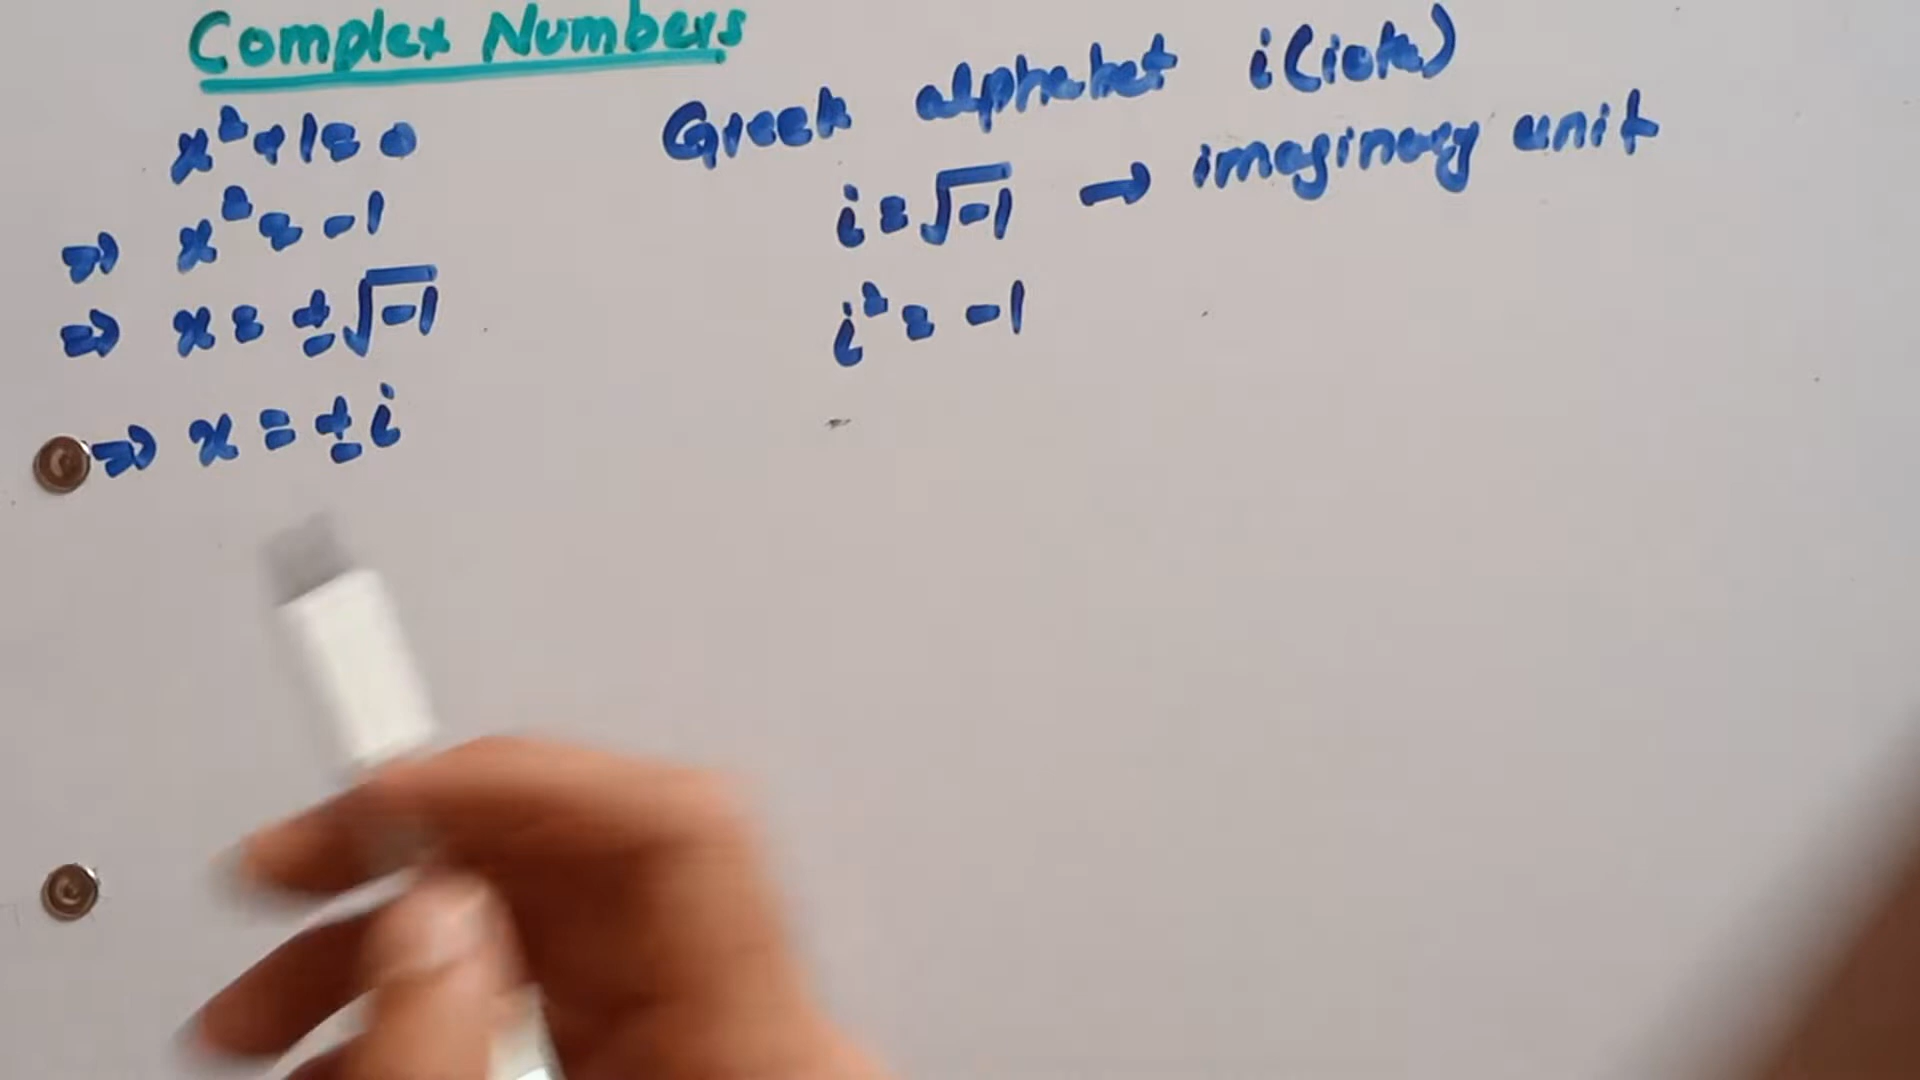 Complex Numbers
x² + 1 = 0
⇒ x² = -1
⇒ x = ±√-1
⇒ x = ±i
Greek alphabet i (iota)
i = √-1 → imaginary unit
i² = -1